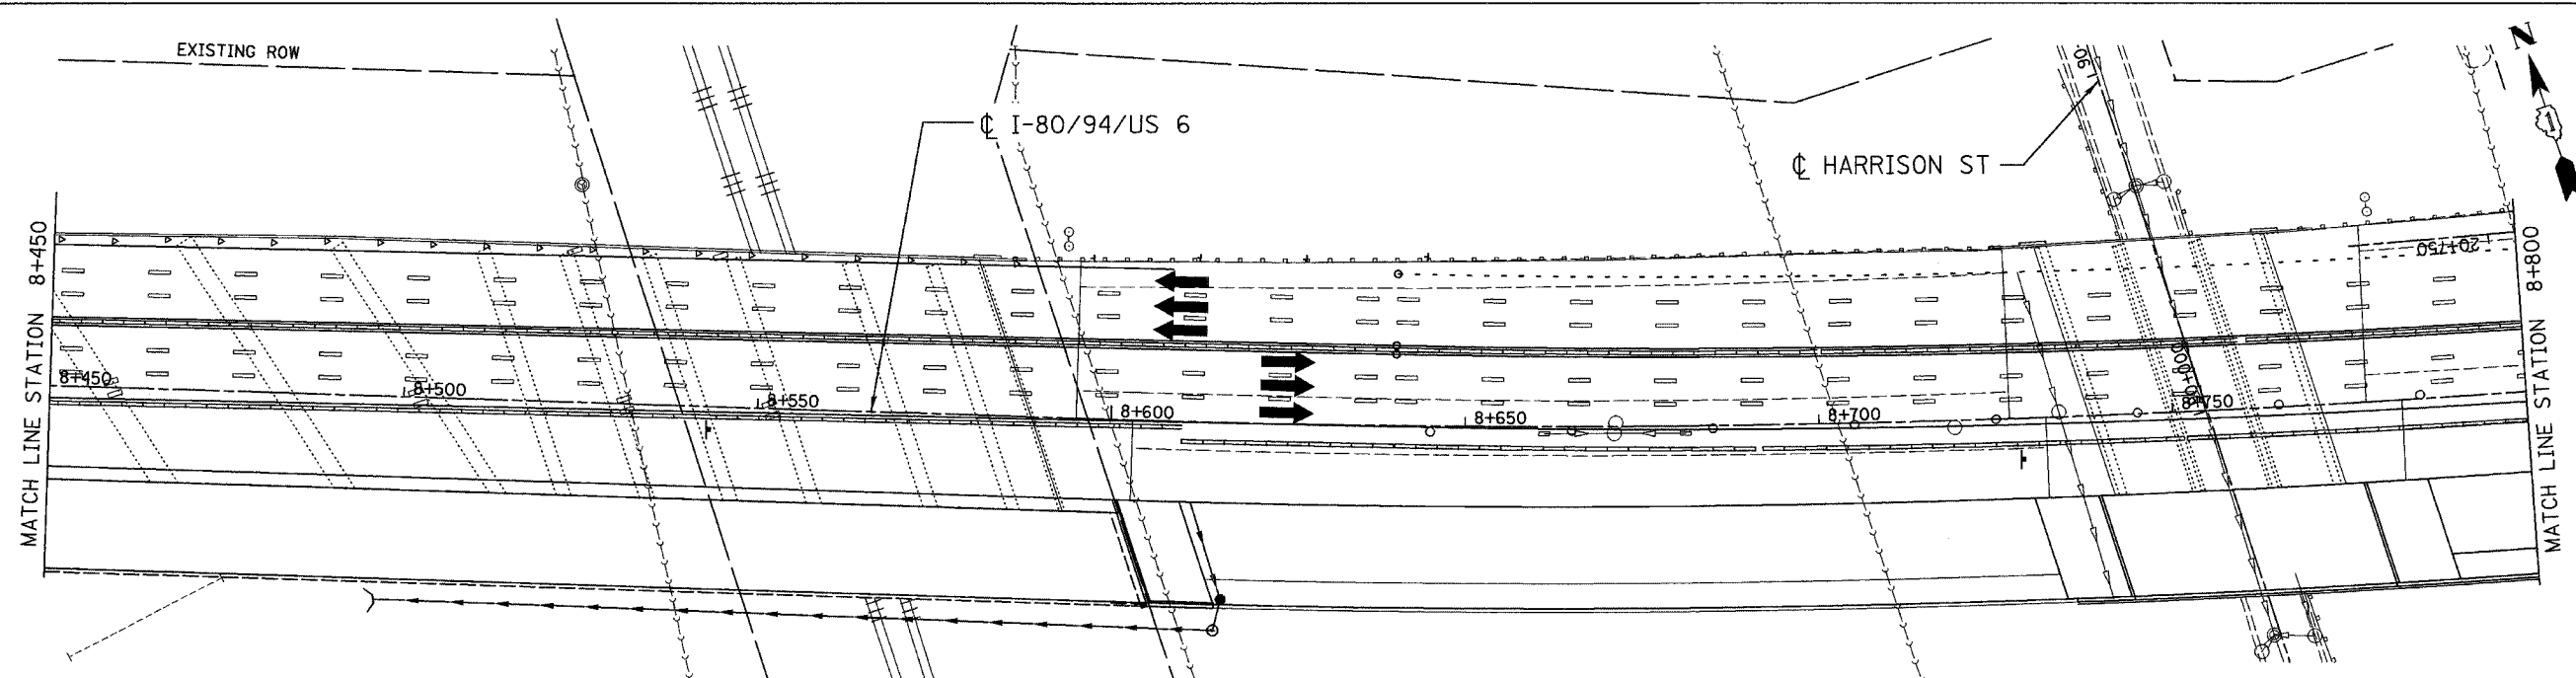 EXISTING ROW
N
℄ I-80/94/US 6
℄ HARRISON ST
MATCH LINE STATION 8+450
MATCH LINE STATION 8+800
20+750
8+450
8+500
8+550
8+600
8+650
8+700
8+750